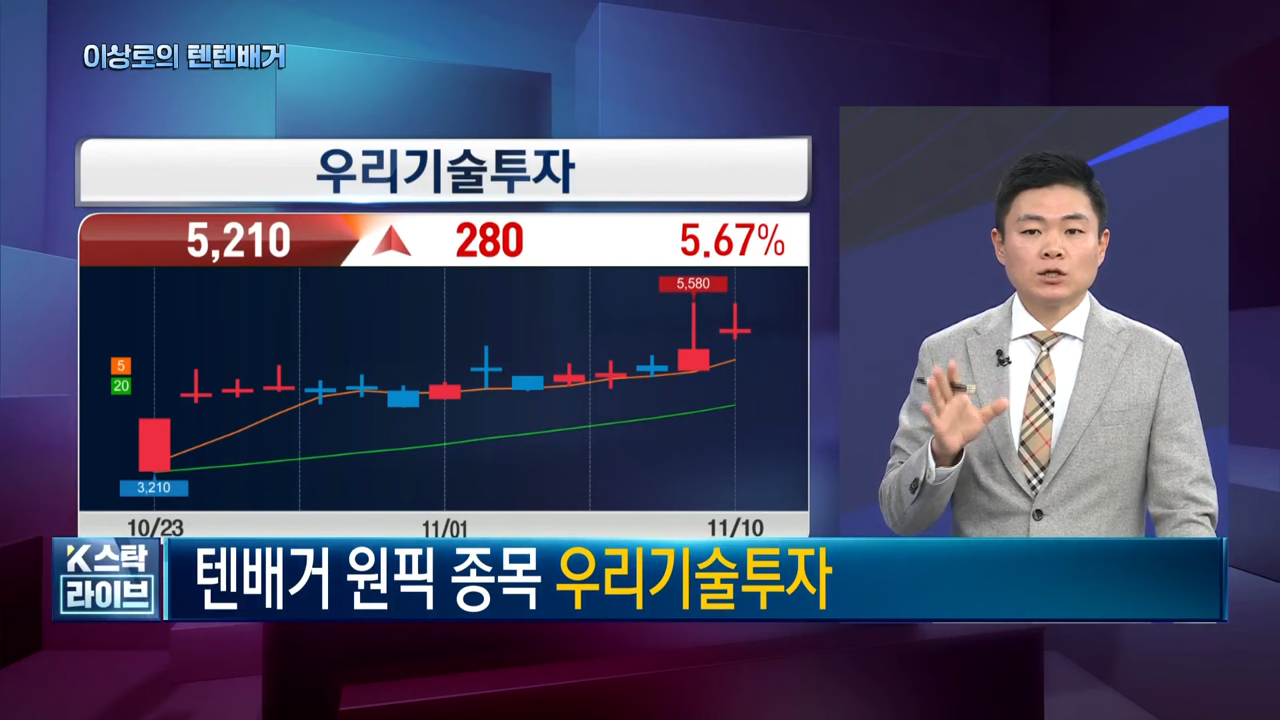 이상로의 텐텐배거
우리기술투자
5,210 280 5.67%
5,580
5
20
3,210
10/23 11/01 11/10
K스탁
라이브
텐배거 원픽 종목 우리기술투자